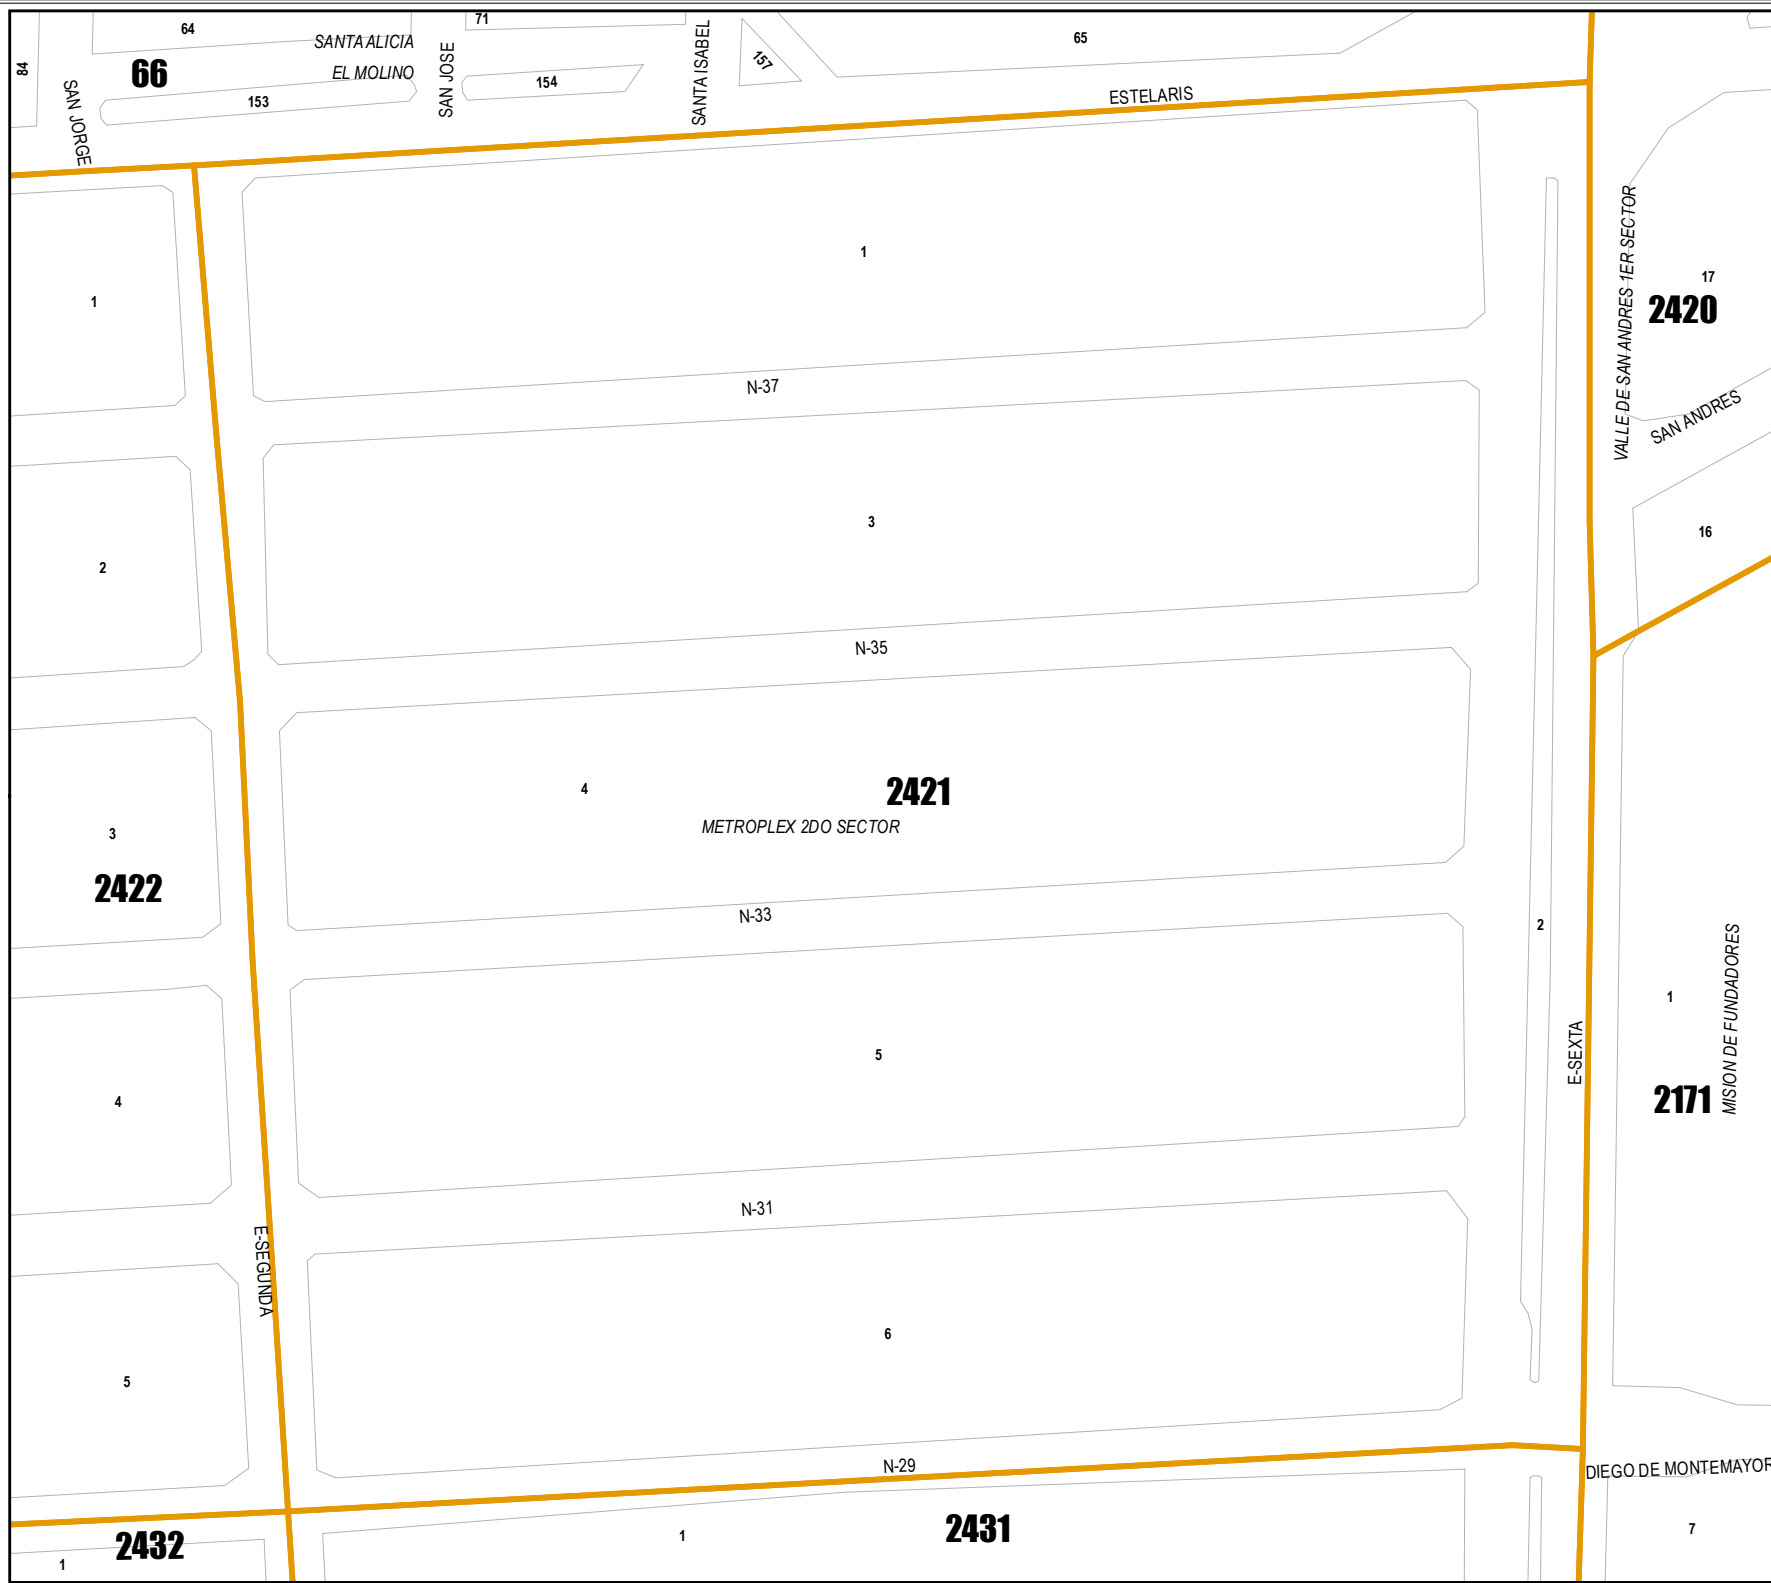 64
71
SANTA ALICIA
65
84
66
EL MOLINO
SAN JOSE
154
SANTA ISABEL
157
SAN JORGE
153
ESTELARIS
1
1
VALLE DE SAN ANDRES 1ER SECTOR
17
2420
N-37
SAN ANDRES
2
3
16
N-35
4
2421
METROPLEX 2DO SECTOR
3
2422
N-33
2
MISION DE FUNDADORES
1
5
E-SEXTA
2171
4
N-31
E-SEGUNDA
6
5
N-29
DIEGO DE MONTEMAYOR
2432
1
1
2431
7